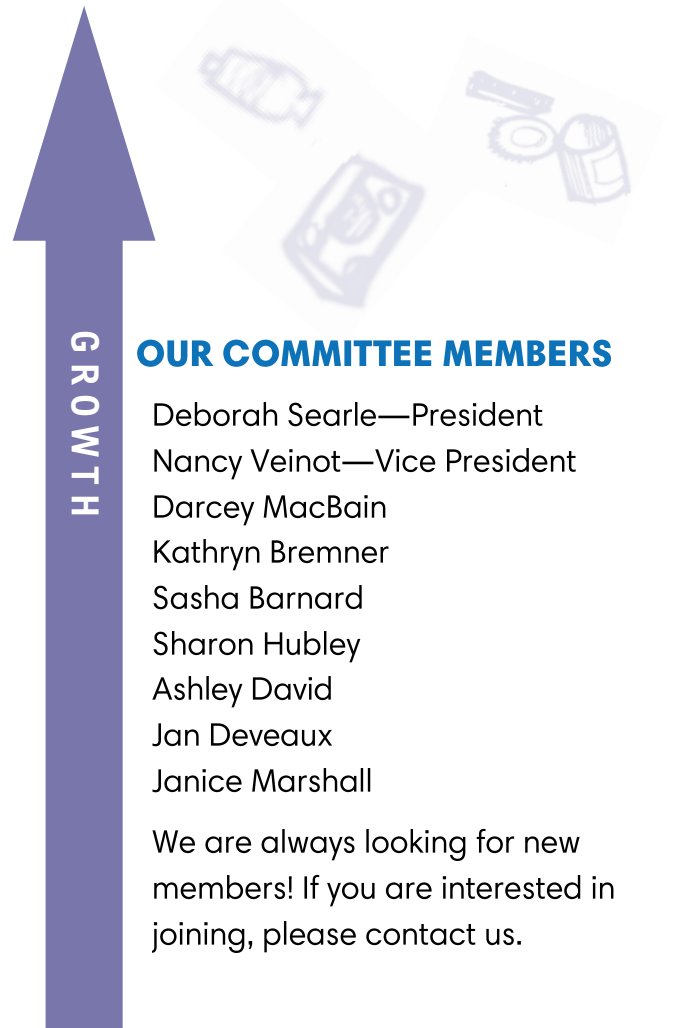 GROWTH
OUR COMMITTEE MEMBERS
Deborah Searle—President
Nancy Veinot—Vice President
Darcey MacBain
Kathryn Bremner
Sasha Barnard
Sharon Hubley
Ashley David
Jan Deveaux
Janice Marshall
We are always looking for new
members! If you are interested in
joining, please contact us.